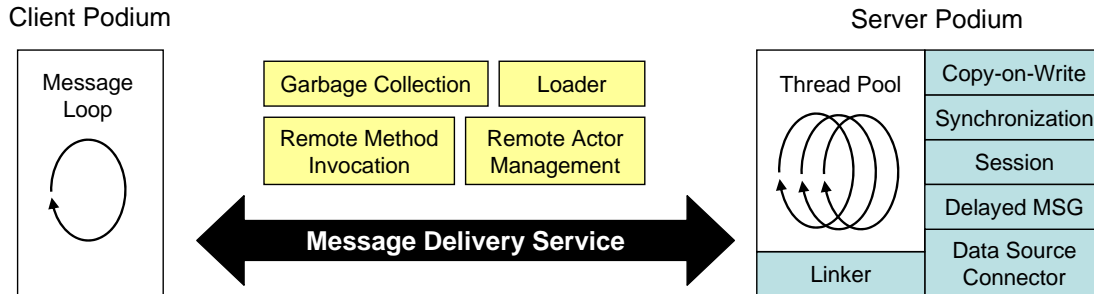 Client Podium
Server Podium
Message
Loop
Garbage Collection
Loader
Remote Method
Invocation
Remote Actor
Management
Message Delivery Service
Thread Pool
Linker
Copy-on-Write
Synchronization
Session
Delayed MSG
Data Source
Connector